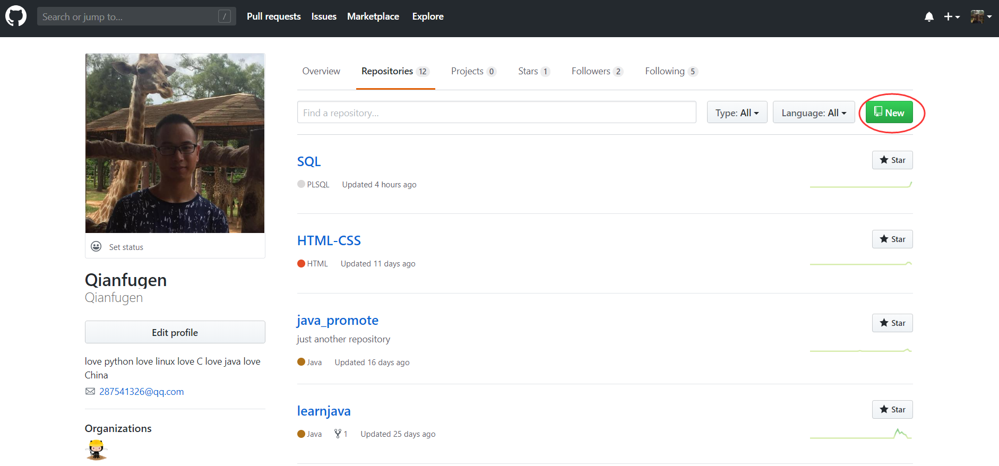 Search or jump to... /
Pull requests Issues Marketplace Explore
Overview Repositories 12 Projects 0 Stars 1 Followers 2 Following 5
Find a repository... Type: All Language: All New
SQL Star
PLSQL Updated 4 hours ago
HTML-CSS Star
HTML Updated 11 days ago
java_promote Star
just another repository
Java Updated 16 days ago
learnjava Star
Java 1 Updated 25 days ago
Set status
Qianfugen
Qianfugen
Edit profile
love python love linux love C love java love
China
287541326@qq.com
Organizations